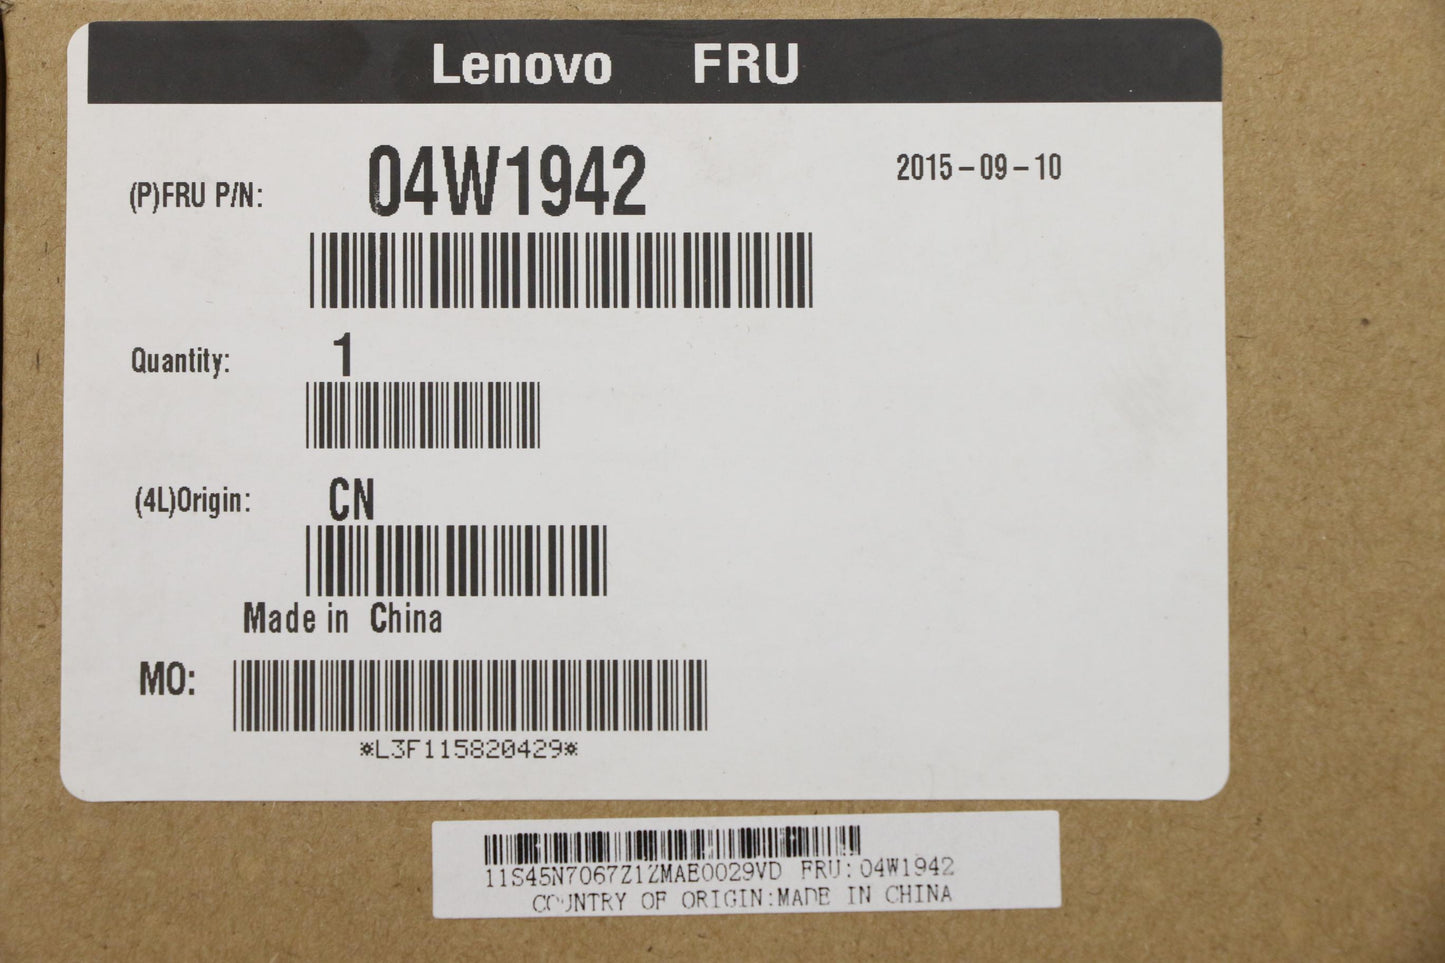 Lenovo FRU
(P)FRU P/N: 04W1942 2015-09-10
Quantity: 1
(4L)Origin: CN
Made in China
MO:
*L3F115820429*
11S45N7067Z1ZMAE0029VD FRU:04W1942
COUNTRY OF ORIGIN:MADE IN CHINA